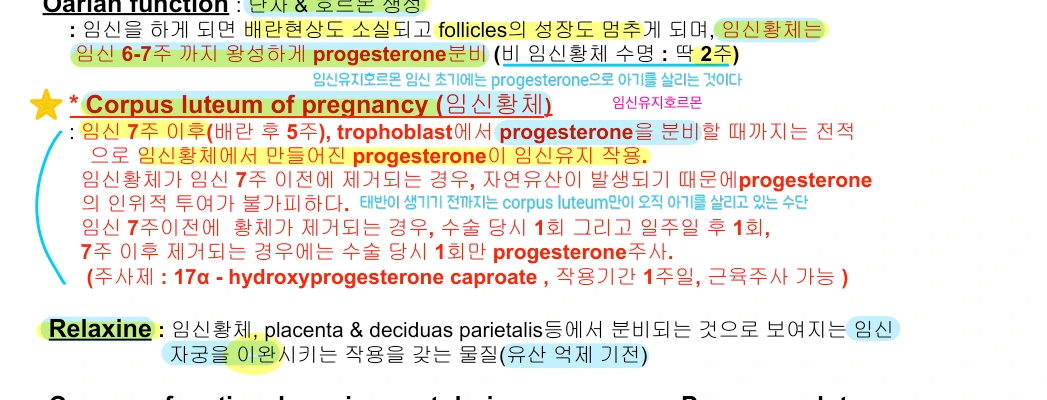 Oarian function : 난자 & 호르몬 생성
: 임신을 하게 되면 배란현상도 소실되고 follicles의 성장도 멈추게 되며, 임신황체는
임신 6-7주 까지 왕성하게 progesterone분비 (비 임신황체 수명 : 딱 2주)
임신유지호르몬 임신 초기에는 progesterone으로 아기를 살리는 것이다
* Corpus luteum of pregnancy (임신황체) 임신유지호르몬
: 임신 7주 이후(배란 후 5주), trophoblast에서 progesterone을 분비할 때까지는 전적
으로 임신황체에서 만들어진 progesterone이 임신유지 작용.
임신황체가 임신 7주 이전에 제거되는 경우, 자연유산이 발생되기 때문에progesterone
의 인위적 투여가 불가피하다. 태반이 생기기 전까지는 corpus luteum만이 오직 아기를 살리고 있는 수단
임신 7주이전에 황체가 제거되는 경우, 수술 당시 1회 그리고 일주일 후 1회,
7주 이후 제거되는 경우에는 수술 당시 1회만 progesterone주사.
(주사제 : 17α - hydroxyprogesterone caproate , 작용기간 1주일, 근육주사 가능 )
Relaxine : 임신황체, placenta & deciduas parietalis등에서 분비되는 것으로 보여지는 임신
자궁을 이완시키는 작용을 갖는 물질(유산 억제 기전)